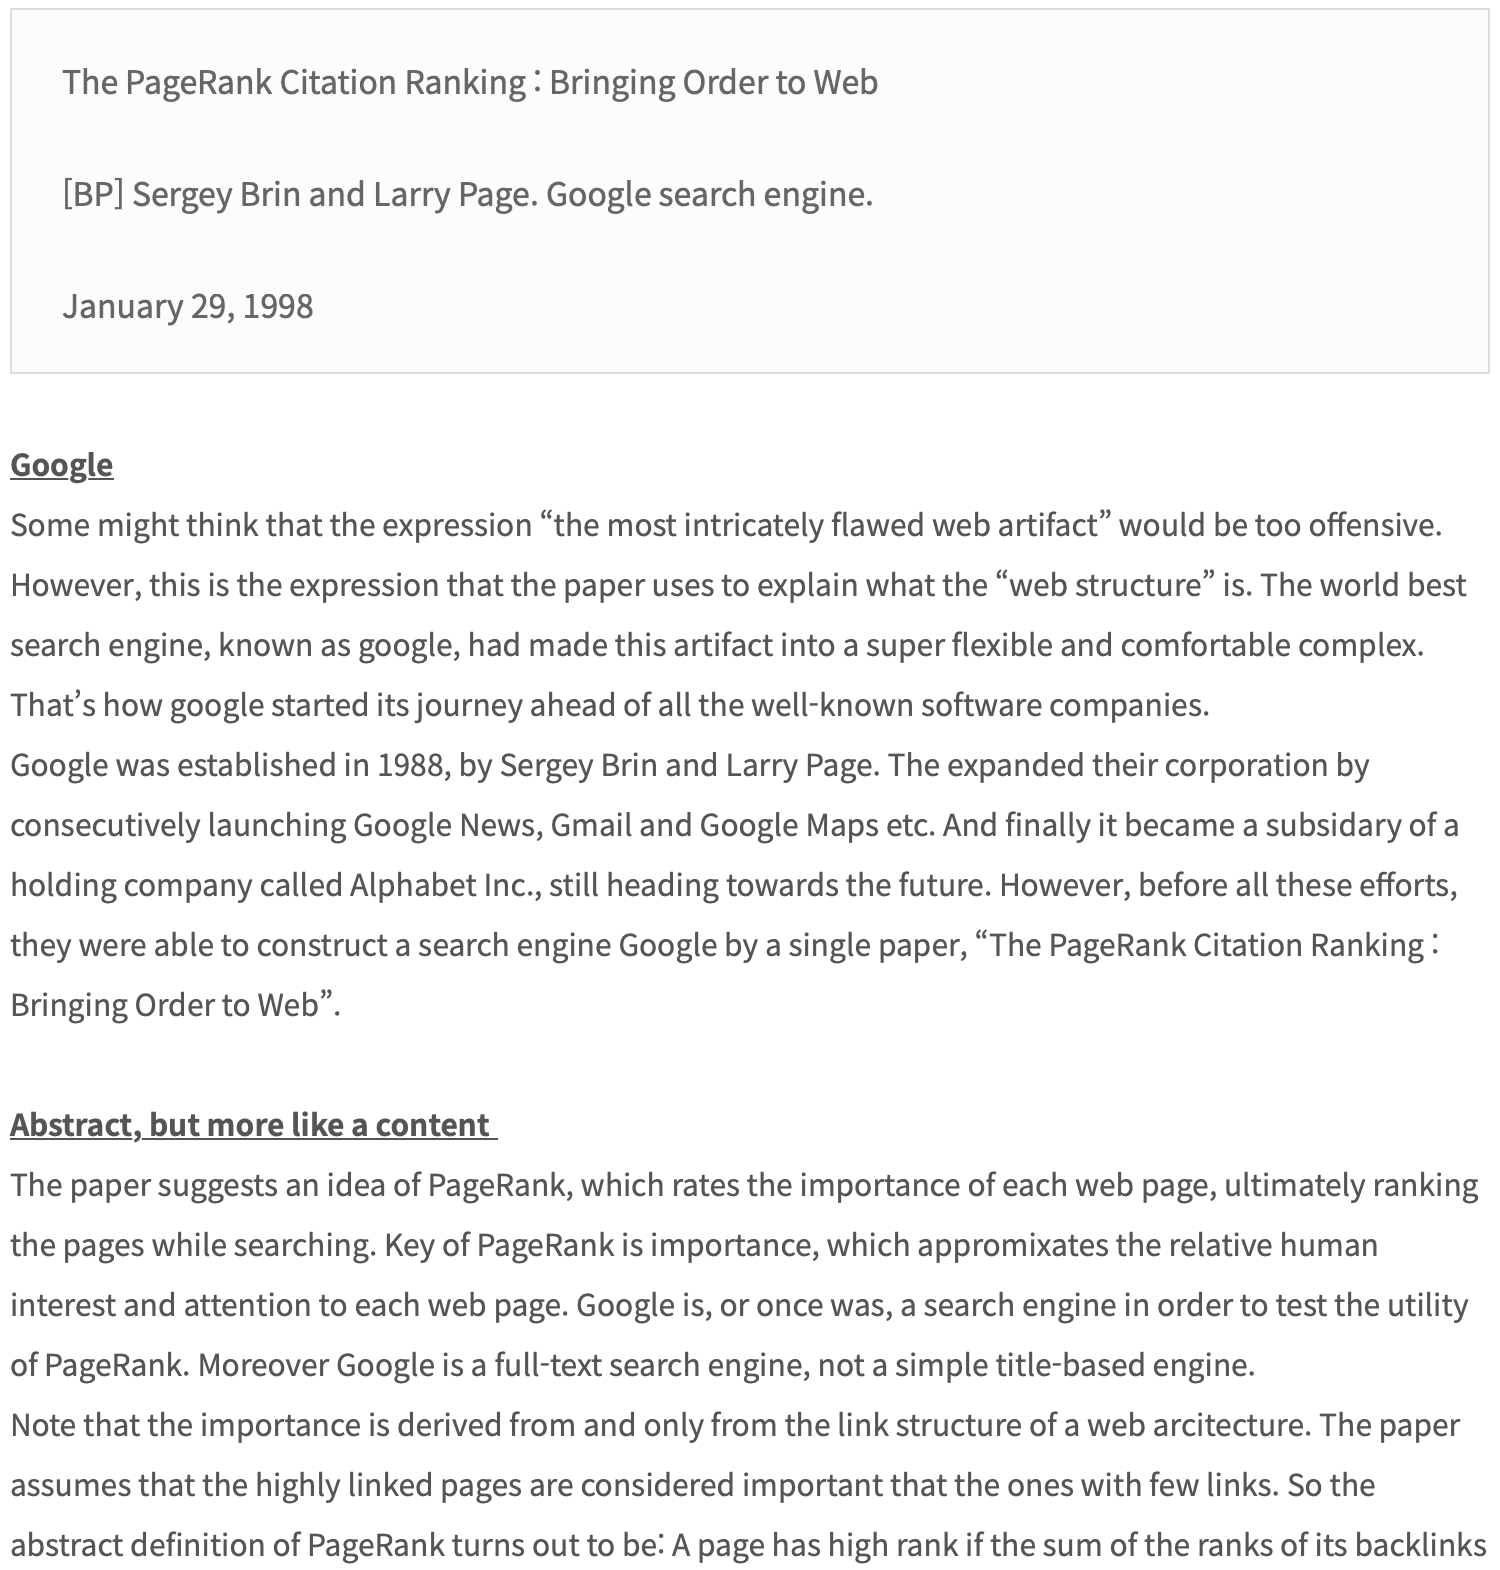 The PageRank Citation Ranking : Bringing Order to Web
[BP] Sergey Brin and Larry Page. Google search engine.
January 29, 1998
Google
Some might think that the expression “the most intricately flawed web artifact” would be too offensive.
However, this is the expression that the paper uses to explain what the “web structure” is. The world best
search engine, known as google, had made this artifact into a super flexible and comfortable complex.
That’s how google started its journey ahead of all the well-known software companies.
Google was established in 1988, by Sergey Brin and Larry Page. The expanded their corporation by
consecutively launching Google News, Gmail and Google Maps etc. And finally it became a subsidary of a
holding company called Alphabet Inc., still heading towards the future. However, before all these efforts,
they were able to construct a search engine Google by a single paper, “The PageRank Citation Ranking :
Bringing Order to Web”.
Abstract, but more like a content
The paper suggests an idea of PageRank, which rates the importance of each web page, ultimately ranking
the pages while searching. Key of PageRank is importance, which appromixates the relative human
interest and attention to each web page. Google is, or once was, a search engine in order to test the utility
of PageRank. Moreover Google is a full-text search engine, not a simple title-based engine.
Note that the importance is derived from and only from the link structure of a web arcitecture. The paper
assumes that the highly linked pages are considered important that the ones with few links. So the
abstract definition of PageRank turns out to be: A page has high rank if the sum of the ranks of its backlinks